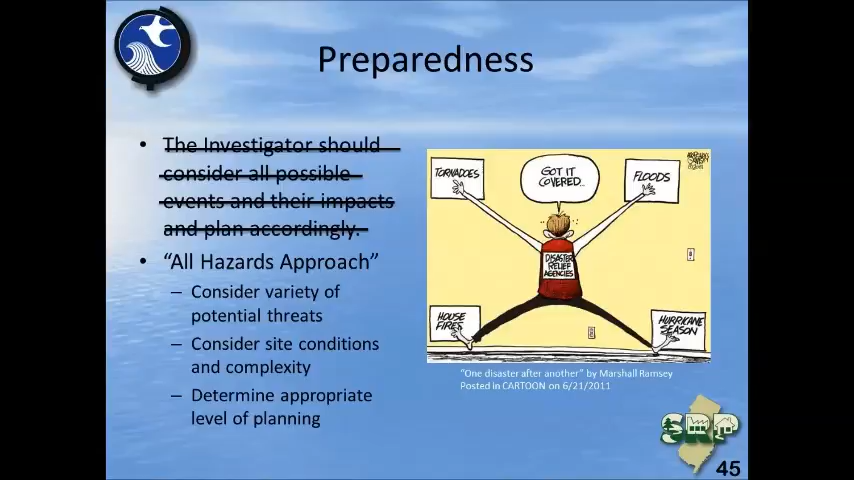 Preparedness
• The Investigator should
consider all possible
events and their impacts
and plan accordingly.
• “All Hazards Approach”
– Consider variety of
potential threats
– Consider site conditions
and complexity
– Determine appropriate
level of planning
TORNADOES
GOT IT
COVERED...
FLOODS
DISASTER
RELIEF
AGENCIES
HOUSE
FIRES
HURRICANE
SEASON
“One disaster after another” by Marshall Ramsey
Posted in CARTOON on 6/21/2011
SRP
45